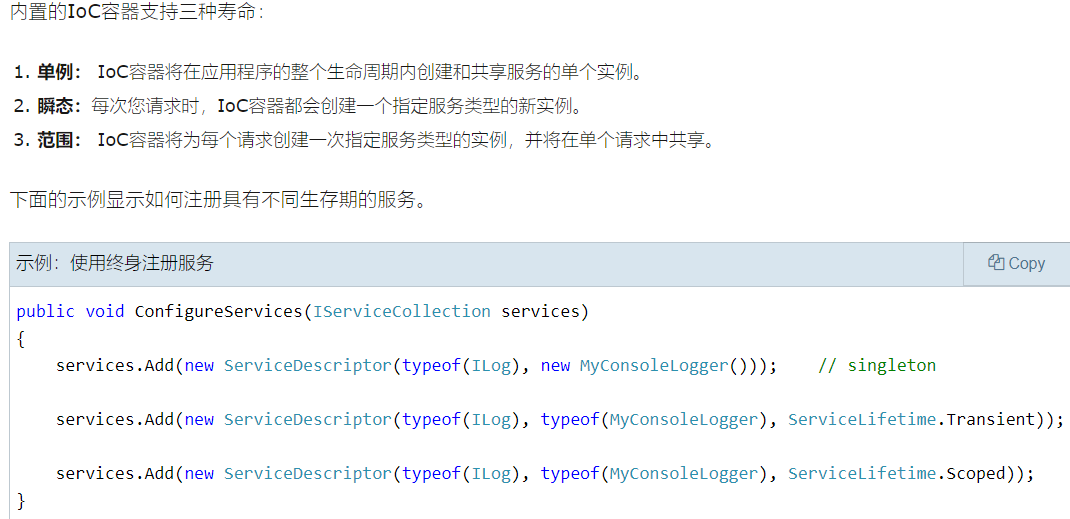 内置的IoC容器支持三种寿命：
1. 单例： IoC容器将在应用程序的整个生命周期内创建和共享服务的单个实例。
2. 瞬态：每次您请求时，IoC容器都会创建一个指定服务类型的新实例。
3. 范围： IoC容器将为每个请求创建一次指定服务类型的实例，并将在单个请求中共享。
下面的示例显示如何注册具有不同生存期的服务。
示例：使用终身注册服务 Copy
public void ConfigureServices(IServiceCollection services)
{
    services.Add(new ServiceDescriptor(typeof(ILog), new MyConsoleLogger()));    // singleton
    services.Add(new ServiceDescriptor(typeof(ILog), typeof(MyConsoleLogger), ServiceLifetime.Transient));
    services.Add(new ServiceDescriptor(typeof(ILog), typeof(MyConsoleLogger), ServiceLifetime.Scoped));
}